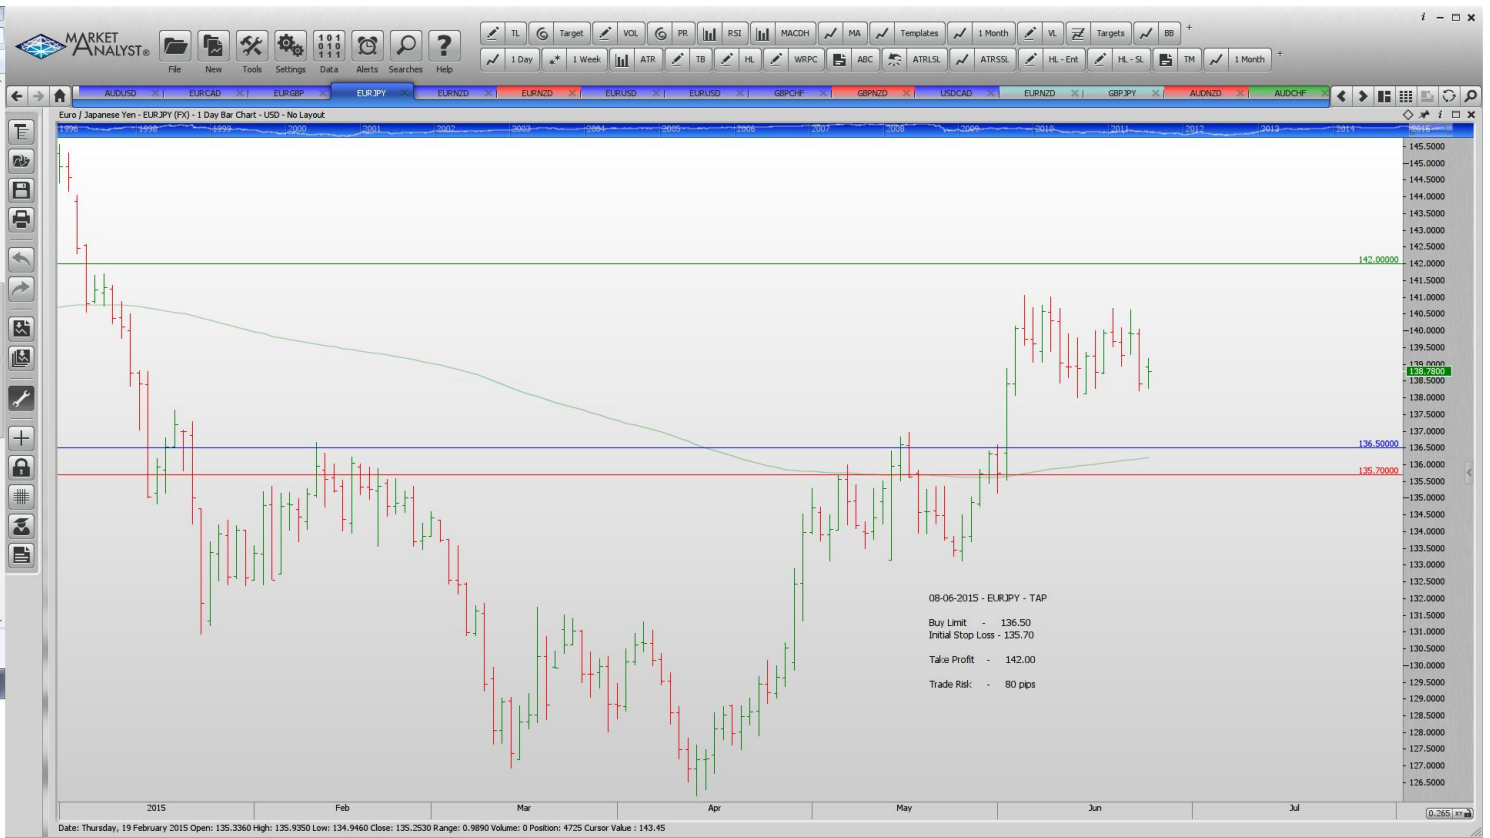 MARKET
ANALYST®
File
New
Tools
Settings
101
010
111
Data
Alerts
Searches
?
Help
TL
Target
VOL
PR
RSI
MACDH
MA
Templates
1 Month
VL
Targets
BB
+
1 Day
1 Week
ATR
TB
HL
WRPC
ABC
ATRLSL
ATRSSL
HL - Ent
HL - SL
TM
1 Month
+
AUDUSD
EURCAD
EURGBP
EURJPY
EURNZD
EURNZD
EURUSD
EURUSD
GBPCHF
GBPNZD
USDCAD
EURNZD
GBPJPY
AUDNZD
AUDCHF
Euro / Japanese Yen - EURJPY (FX) - 1 Day Bar Chart - USD - No Layout
1996 1998 1999 2000 2001 2002 2003 2004 2005 2006 2007 2008 2009 2010 2011 2012 2013 2014 2015
145.5000
145.0000
144.5000
144.0000
143.5000
143.0000
142.5000
142.00000
142.0000
141.5000
141.0000
140.5000
140.0000
139.5000
139.0000
138.7800
138.5000
138.0000
137.5000
137.0000
136.50000
136.5000
136.0000
135.70000
135.5000
135.0000
134.5000
134.0000
133.5000
133.0000
132.5000
132.0000
131.5000
131.0000
130.5000
130.0000
129.5000
129.0000
128.5000
128.0000
127.5000
127.0000
126.5000
08-06-2015 - EURJPY - TAP
Buy Limit - 136.50
Initial Stop Loss - 135.70
Take Profit - 142.00
Trade Risk - 80 pips
2015 Feb Mar Apr May Jun Jul
0.265 XY
Date: Thursday, 19 February 2015 Open: 135.3360 High: 135.9350 Low: 134.9460 Close: 135.2530 Range: 0.9890 Volume: 0 Position: 4725 Cursor Value : 143.45